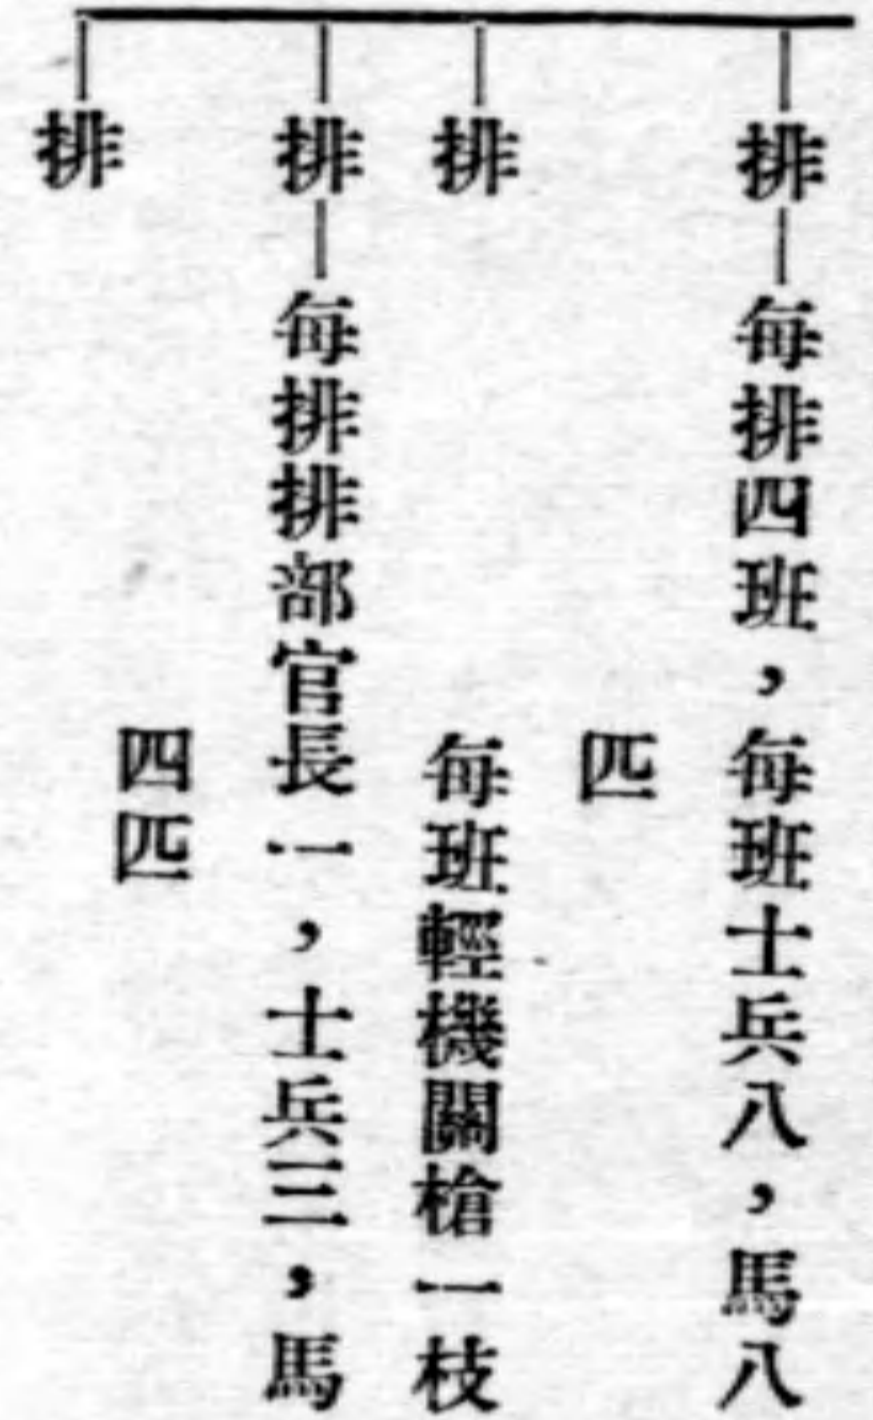 排—每排四班，每班士兵八，馬八
匹
排
每班輕機關槍一枝
排—每排排部官長一，士兵三，馬
四匹
排